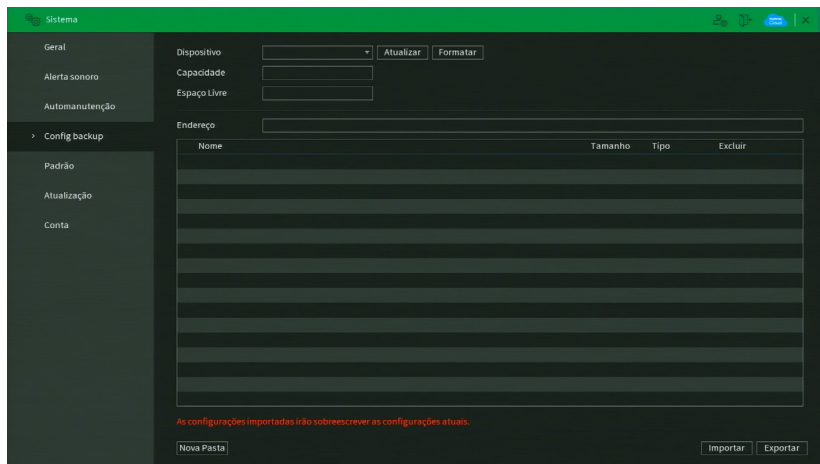 Sistema
Geral
Alerta sonoro
Automanutenção
> Config backup
Padrão
Atualização
Conta
Dispositivo Atualizar Formatar
Capacidade
Espaço Livre
Endereço
Nome Tamanho Tipo Excluir
As configurações importadas irão sobreescrever as configurações atuais.
Nova Pasta Importar Exportar